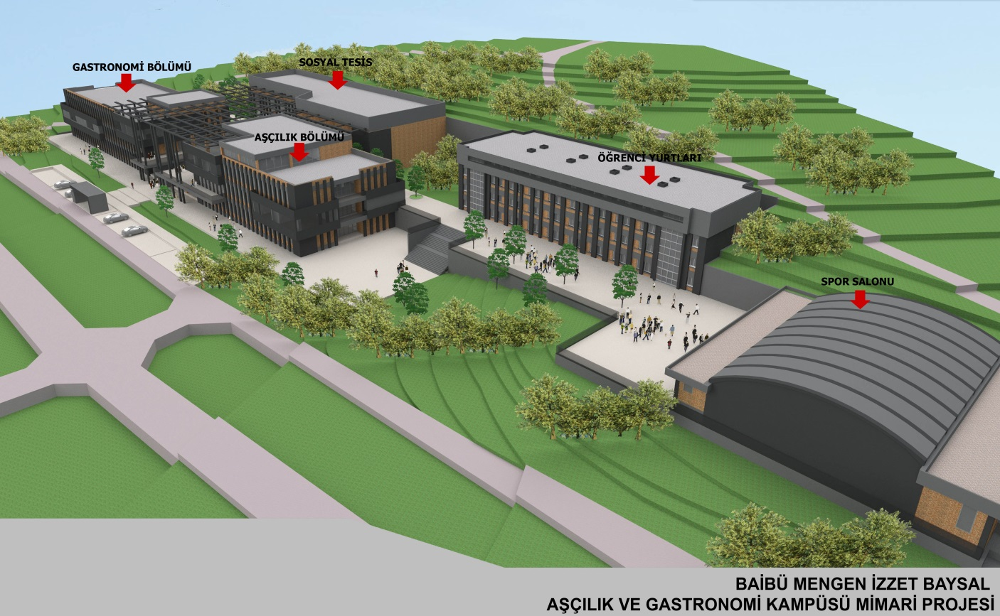 SOSYAL TESİS
GASTRONOMİ BÖLÜMÜ
AŞÇILIK BÖLÜMÜ
ÖĞRENCİ YURTLARI
SPOR SALONU
BAİBÜ MENGEN İZZET BAYSAL
AŞÇILIK VE GASTRONOMİ KAMPÜSÜ MİMARİ PROJESİ